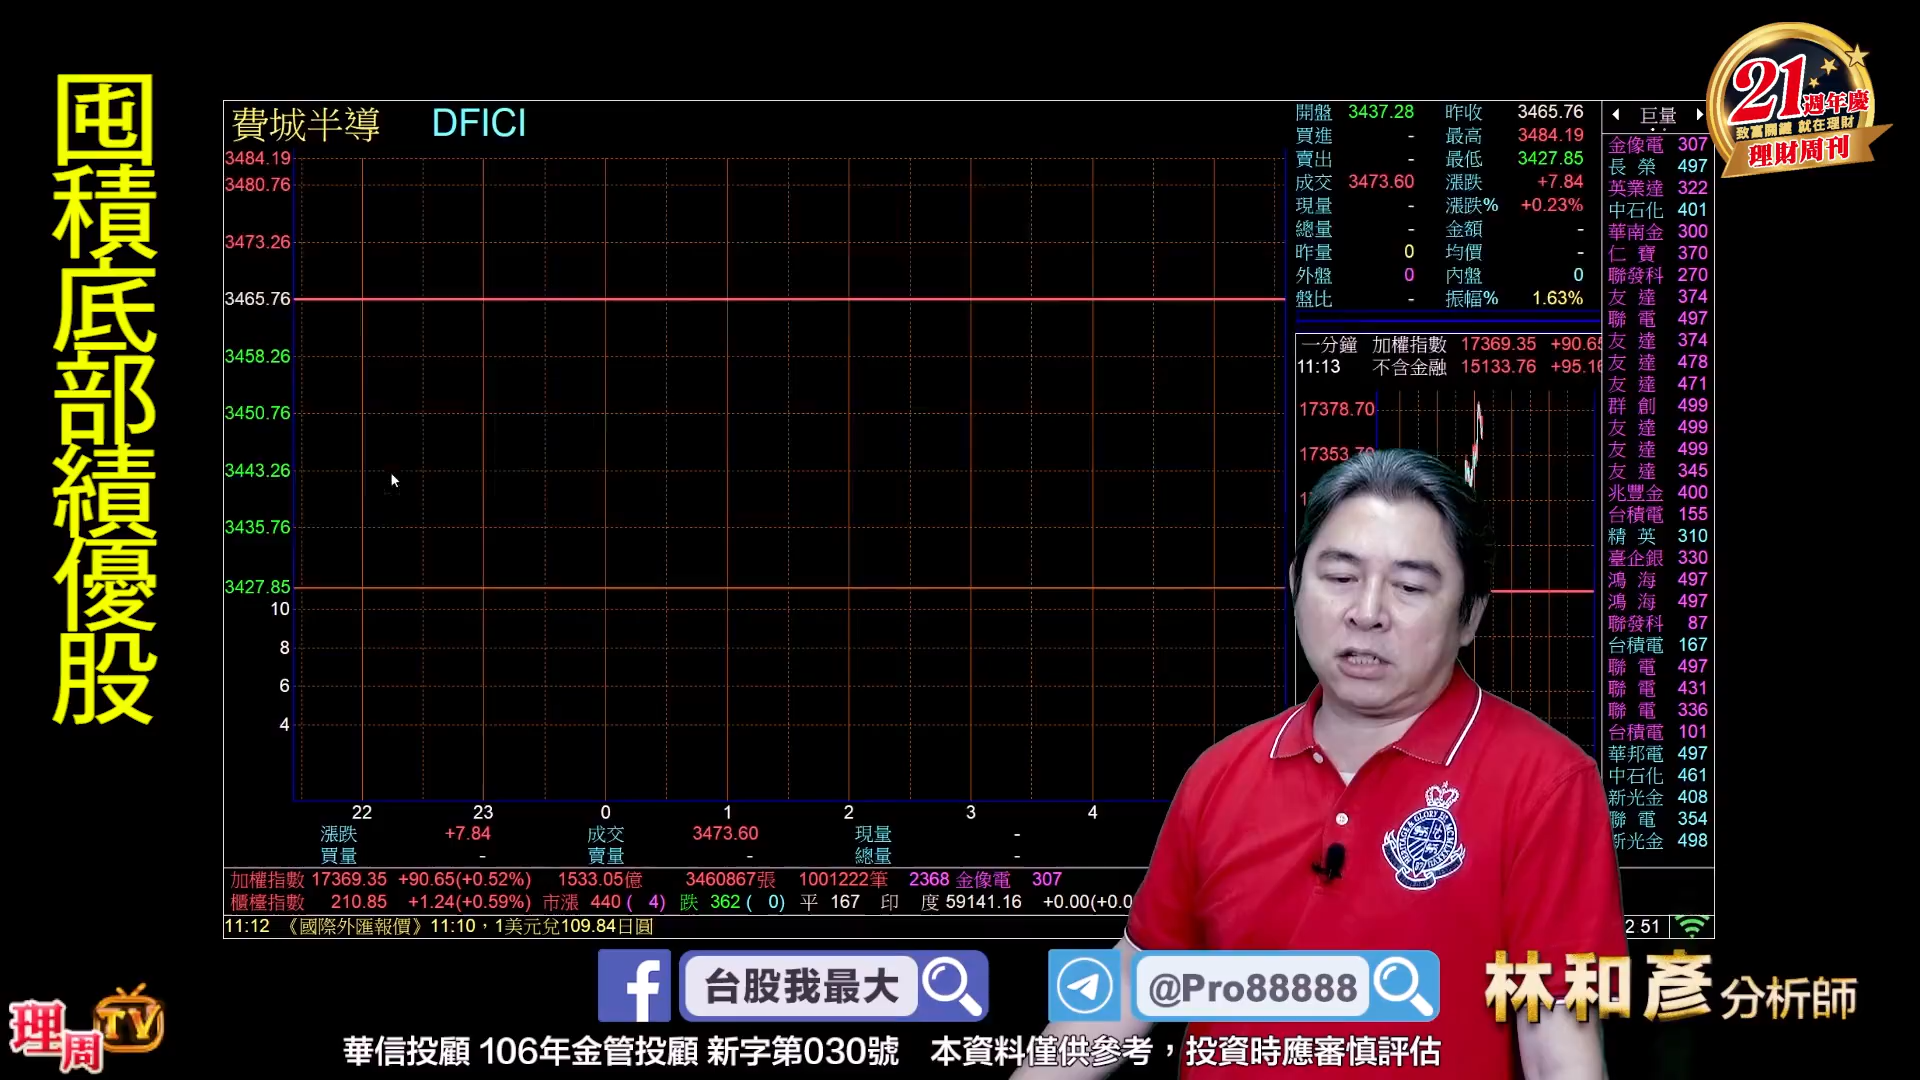 囤積底部績優股
費城半導 DFICI
3484.19
3480.76
3473.26
3465.76
3458.26
3450.76
3443.26
3435.76
3427.85
10
8
6
4
22 23 0 1 2 3 4
漲跌 +7.84 成交 3473.60 現量 -
買量 - 賣量 - 總量 -
開盤 3437.28 昨收 3465.76
買進 - 最高 3484.19
賣出 - 最低 3427.85
成交 3473.60 漲跌 +7.84
現量 - 漲跌% +0.23%
總量 - 金額 -
昨量 0 均價 -
外盤 0 內盤 0
盤比 - 振幅% 1.63%
一分鐘 加權指數 17369.35 +90.65
11:13 不含金融 15133.76 +95.16
17378.70
17353.7
巨量
金像電 307
長榮 497
英業達 322
中石化 401
華南金 300
仁寶 370
聯發科 270
友達 374
聯電 497
友達 374
友達 478
友達 471
群創 499
友達 499
友達 499
友達 345
兆豐金 400
台積電 155
精英 310
臺企銀 330
鴻海 497
鴻海 497
聯發科 87
台積電 167
聯電 497
聯電 431
聯電 336
台積電 101
華邦電 497
中石化 461
新光金 408
聯電 354
新光金 498
加權指數 17369.35 +90.65(+0.52%) 1533.05億 3460867張 1001222筆 2368 金像電 307
櫃檯指數 210.85 +1.24(+0.59%) 市漲 440 ( 4) 跌 362 ( 0) 平 167 印度 59141.16 +0.00(+0.0
11:12 《國際外匯報價》11:10，1美元兌109.84日圓
2 51
21週年慶
致富關鍵 就在理財
理財周刊
台股我最大
@Pro88888
林和彥分析師
理周TV
華信投顧 106年金管投顧 新字第030號 本資料僅供參考，投資時應審慎評估